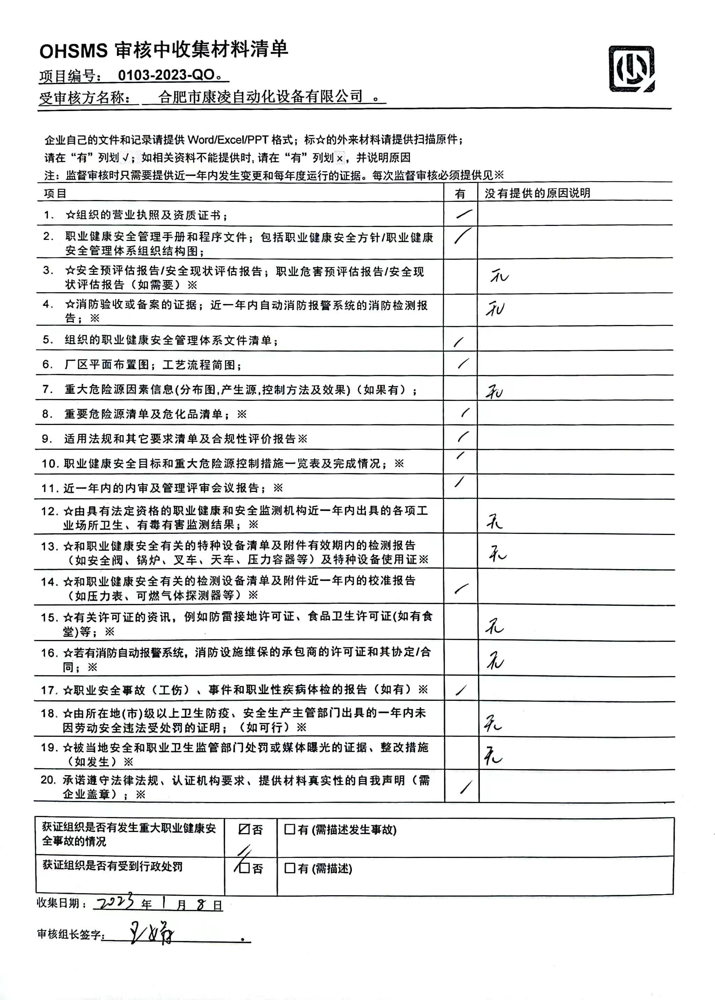 OHSMS 审核中收集材料清单
项目编号： 0103-2023-QO。
受审核方名称： 合肥市康凌自动化设备有限公司 。
企业自己的文件和记录请提供 Word/Excel/PPT 格式；标☆的外来材料请提供扫描原件；
请在“有”列划√；如相关资料不能提供时, 请在“有”列划 x，并说明原因
注：监督审核时只需要提供近一年内发生变更和每年度运行的证据。每次监督审核必须提供见※
项目 有 没有提供的原因说明
1. ☆组织的营业执照及资质证书；
2. 职业健康安全管理手册和程序文件；包括职业健康安全方针/职业健康
安全管理体系组织结构图；
3. ☆安全预评估报告/安全现状评估报告；职业危害预评估报告/安全现
状评估报告（如需要）※ 无
4. ☆消防验收或备案的证据；近一年内自动消防报警系统的消防检测报
告；※ 无
5. 组织的职业健康安全管理体系文件清单；
6. 厂区平面布置图；工艺流程简图；
7. 重大危险源因素信息(分布图,产生源,控制方法及效果)（如果有）； 无
8. 重要危险源清单及危化品清单；※
9. 适用法规和其它要求清单及合规性评价报告※
10. 职业健康安全目标和重大危险源控制措施一览表及完成情况；※
11. 近一年内的内审及管理评审会议报告；※
12. ☆由具有法定资格的职业健康和安全监测机构近一年内出具的各项工
业场所卫生、有毒有害监测结果；※ 无
13. ☆和职业健康安全有关的特种设备清单及附件有效期内的检测报告
（如安全阀、锅炉、叉车、天车、压力容器等）及特种设备使用证※ 无
14. ☆和职业健康安全有关的检测设备清单及附件近一年内的校准报告
（如压力表、可燃气体探测器等）※
15. ☆有关许可证的资讯，例如防雷接地许可证、食品卫生许可证(如有食
堂)等；※ 无
16. ☆若有消防自动报警系统，消防设施维保的承包商的许可证和其协定/合
同；※ 无
17. ☆职业安全事故（工伤）、事件和职业性疾病体检的报告（如有）※
18. ☆由所在地(市)级以上卫生防疫、安全生产主管部门出具的一年内未
因劳动安全违法受处罚的证明；（如可行）※ 无
19. ☆被当地安全和职业卫生监管部门处罚或媒体曝光的证据、整改措施
（如发生）※ 无
20. 承诺遵守法律法规、认证机构要求、提供材料真实性的自我声明（需
企业盖章）；※
获证组织是否有发生重大职业健康安
全事故的情况 ☑否 □有 (需描述发生事故)
获证组织是否有受到行政处罚 ☑否 □有 (需描述)
收集日期：2023 年 1 月 8 日
审核组长签字：